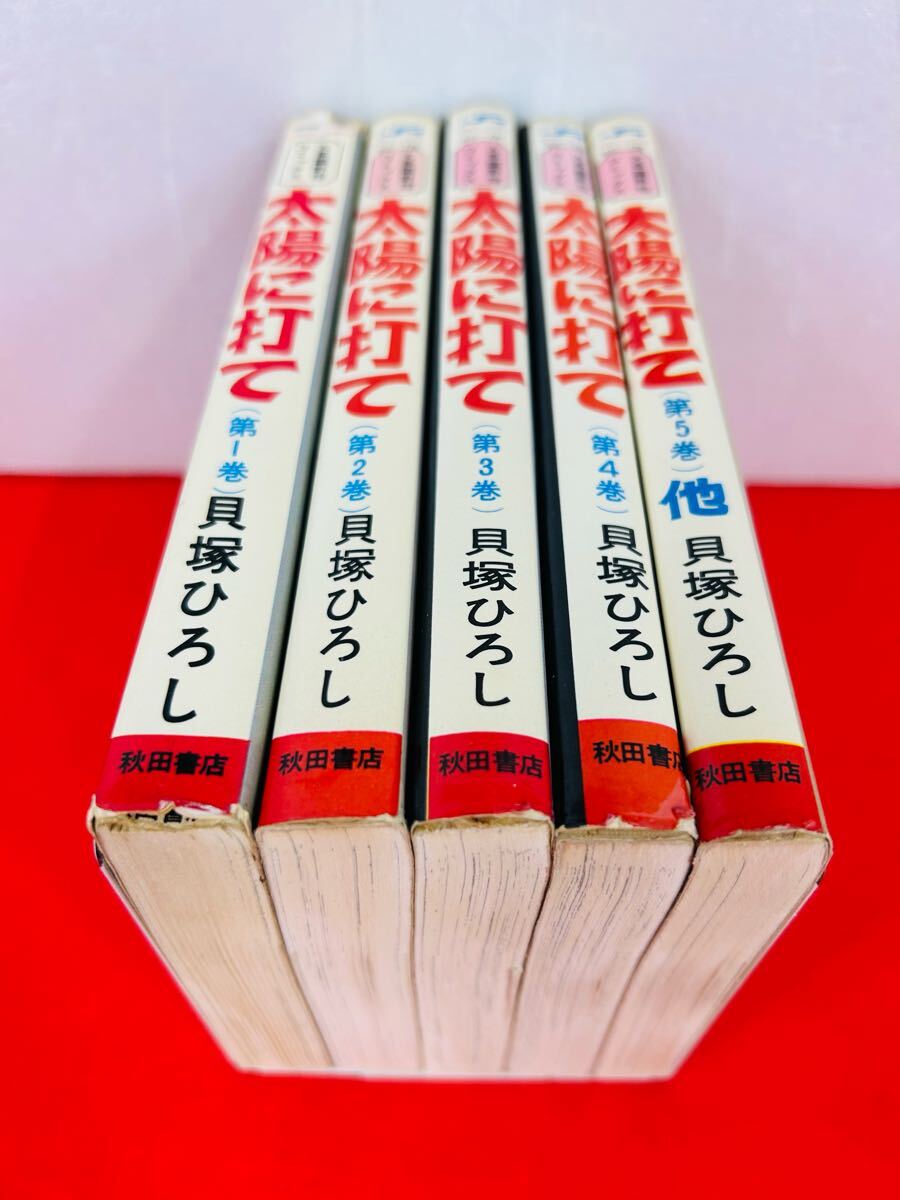 太陽に打て
(第1巻)
貝塚ひろし
秋田書店
太陽に打て
(第2巻)
貝塚ひろし
秋田書店
太陽に打て
(第3巻)
貝塚ひろし
秋田書店
太陽に打て
(第4巻)
貝塚ひろし
秋田書店
太陽に打て
(第5巻)
他
貝塚ひろし
秋田書店